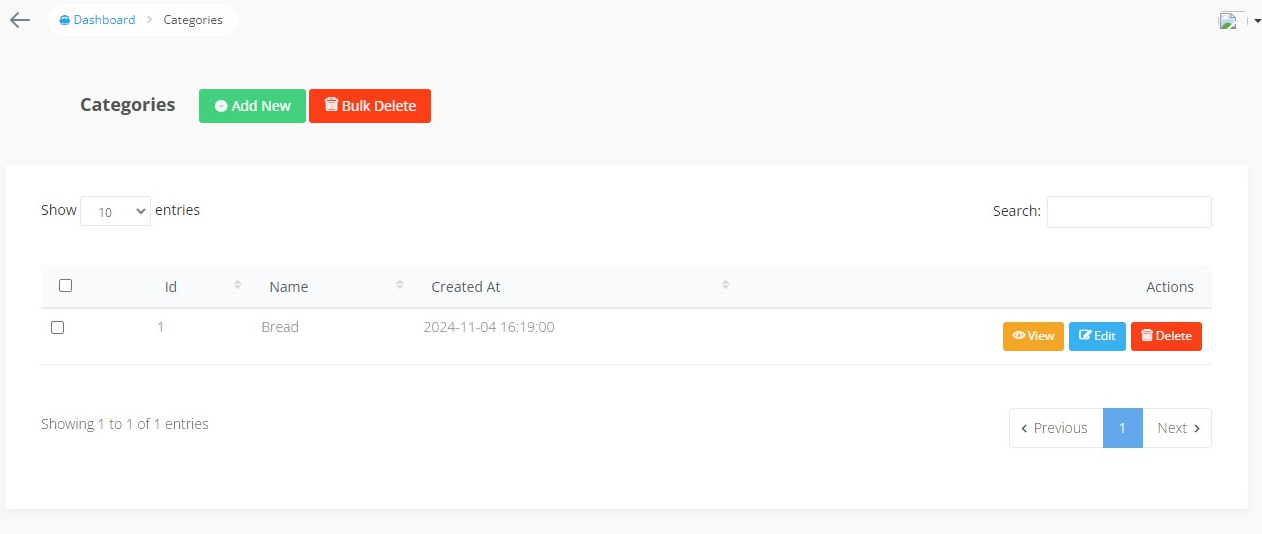 Dashboard > Categories
Categories Add New Bulk Delete
Show 10 entries Search:
Id Name Created At Actions
1 Bread 2024-11-04 16:19:00 View Edit Delete
Showing 1 to 1 of 1 entries ‹ Previous 1 Next ›